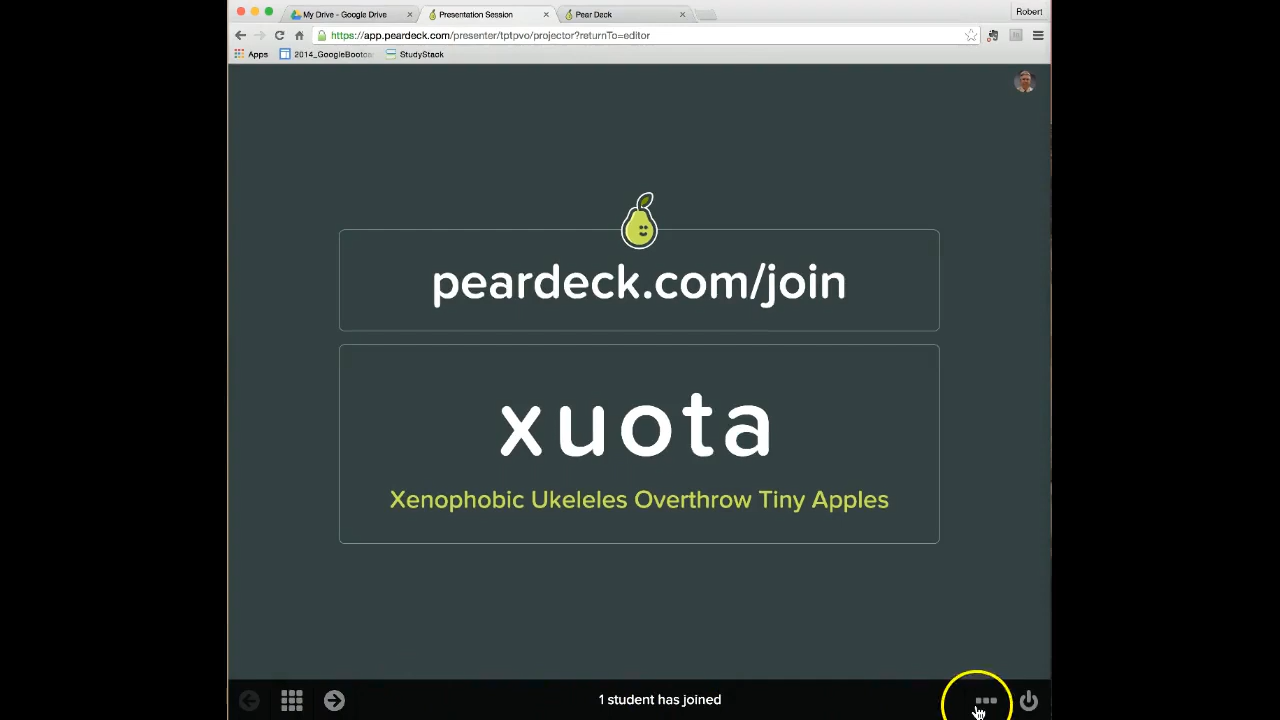 My Drive - Google Drive
Presentation Session
Pear Deck
Robert
https://app.peardeck.com/presenter/tptpvo/projector?returnTo=editor
Apps
2014_GoogleBootca
StudyStack
peardeck.com/join
xuota
Xenophobic Ukeleles Overthrow Tiny Apples
1 student has joined